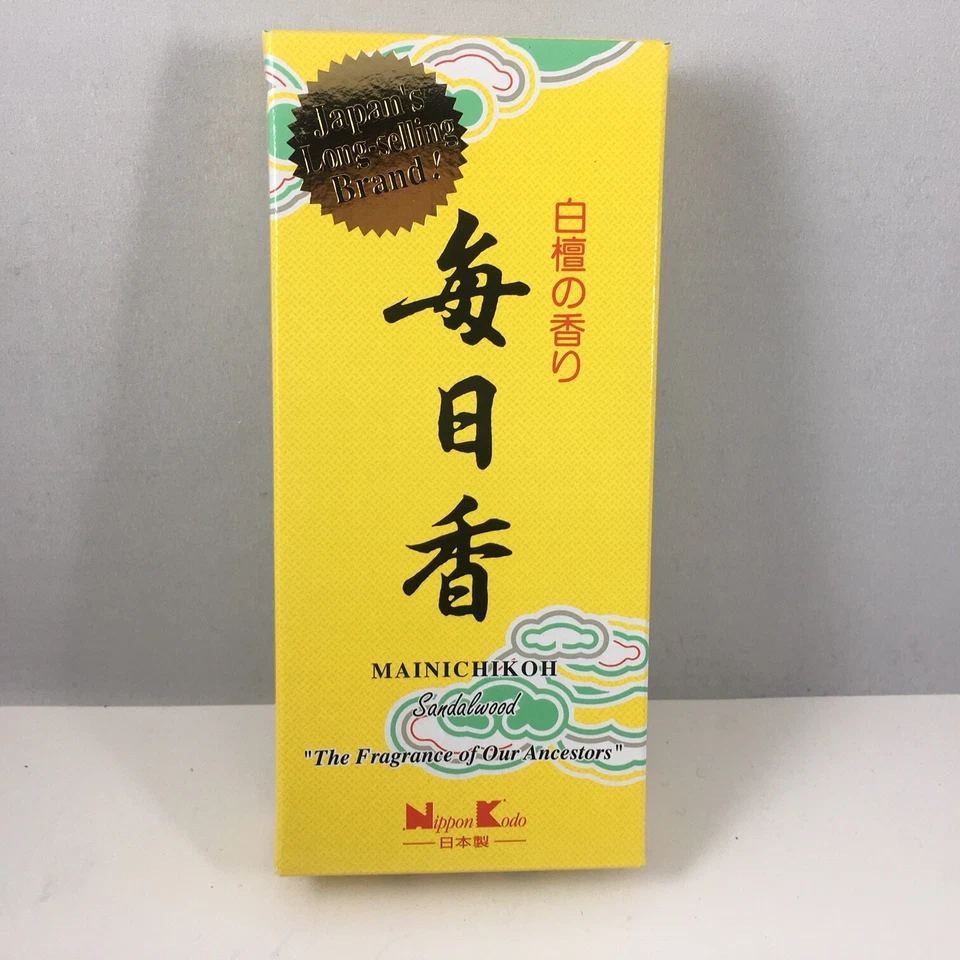 Japan's
Long-selling
Brand!
白檀の香り
毎日香
MAINICHIKOH
Sandalwood
"The Fragrance of Our Ancestors"
Nippon Kodo
日本製